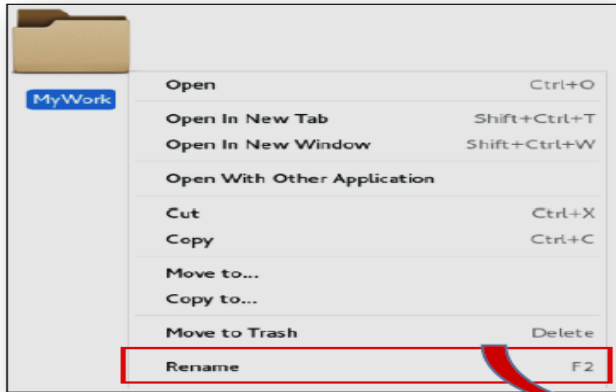 MyWork
Open Ctrl+O
Open In New Tab Shift+Ctrl+T
Open In New Window Shift+Ctrl+W
Open With Other Application
Cut Ctrl+X
Copy Ctrl+C
Move to...
Copy to...
Move to Trash Delete
Rename F2